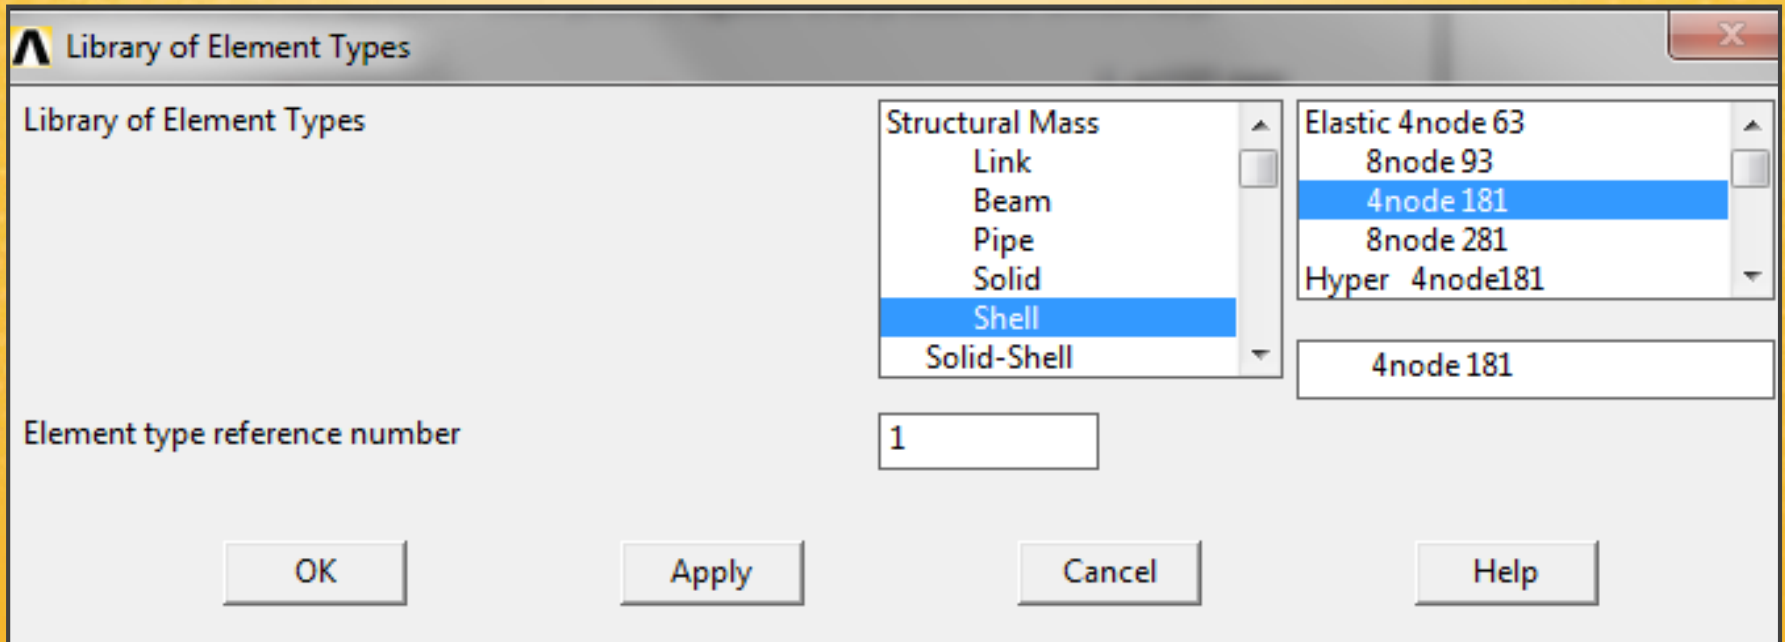 Library of Element Types
Library of Element Types
Structural Mass
Link
Beam
Pipe
Solid
Shell
Solid-Shell
Elastic 4node 63
8node 93
4node 181
8node 281
Hyper 4node181
4node 181
Element type reference number
1
OK
Apply
Cancel
Help